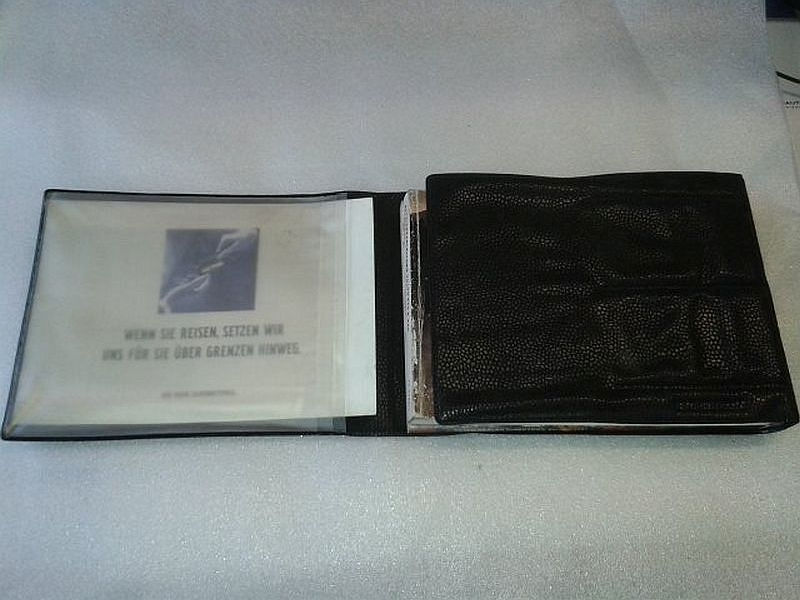 WENN SIE REISEN, SETZEN WIR
UNS FÜR SIE ÜBER GRENZEN HINWEG.